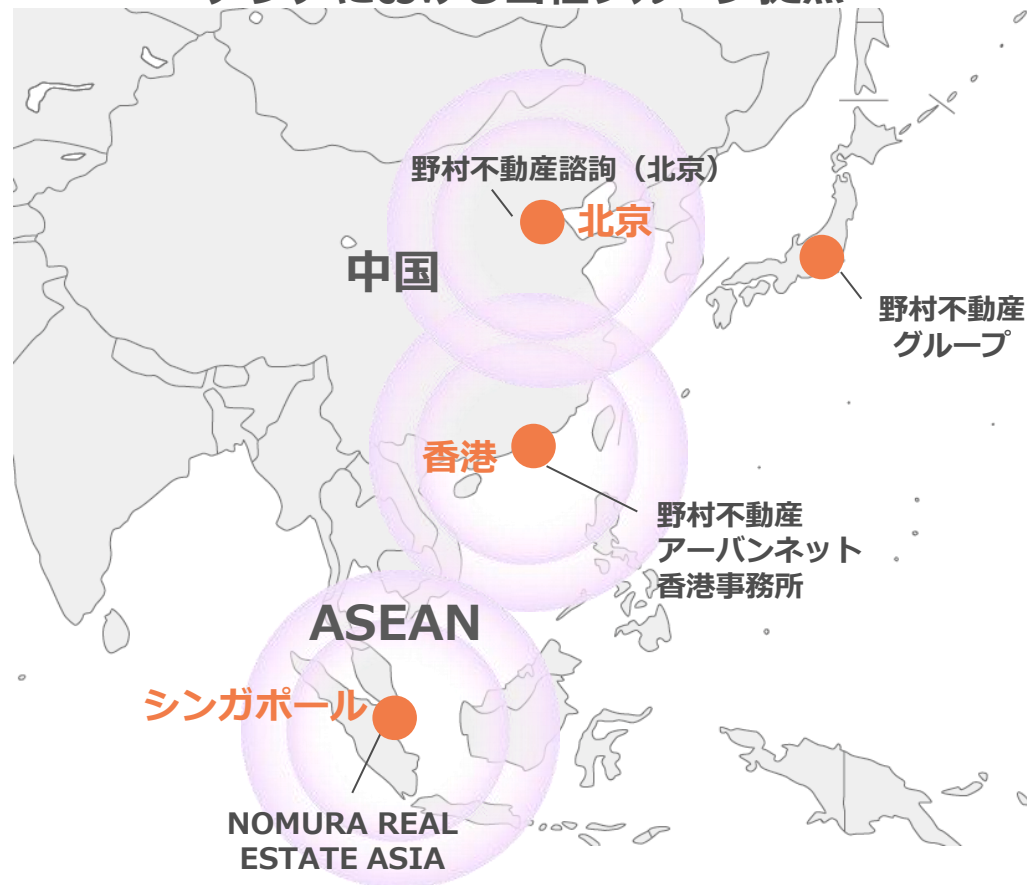 野村不動産諮詢（北京）
北京
中国
野村不動産
グループ
香港
野村不動産
アーバンネット
香港事務所
ASEAN
シンガポール
NOMURA REAL
ESTATE ASIA